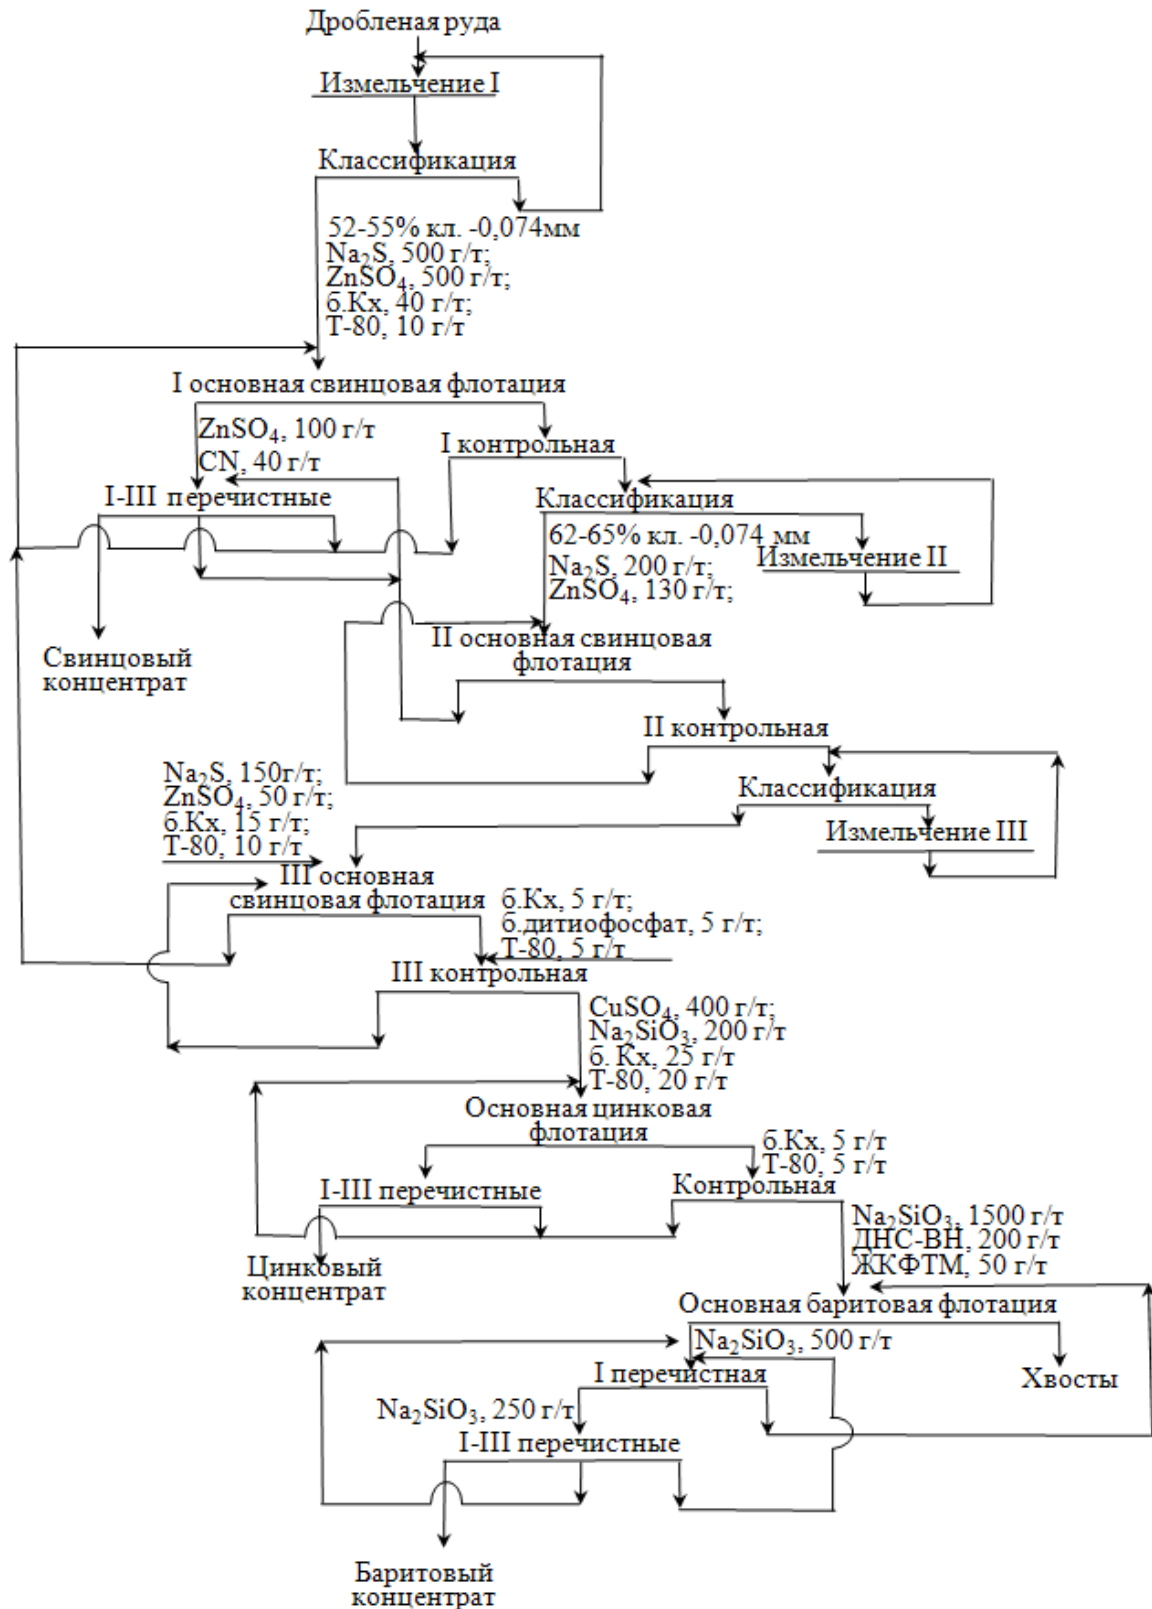 Дробленая руда
Измельчение I
Классификация
52-55% кл. -0,074мм
Na₂S, 500 г/т;
ZnSO₄, 500 г/т;
б.Кх, 40 г/т;
Т-80, 10 г/т
I основная свинцовая флотация
ZnSO₄, 100 г/т
CN, 40 г/т
I контрольная
I-III перечистные
Классификация
62-65% кл. -0,074 мм
Na₂S, 200 г/т;
ZnSO₄, 130 г/т;
Измельчение II
II основная свинцовая
флотация
Свинцовый
концентрат
II контрольная
Классификация
Измельчение III
Na₂S, 150г/т;
ZnSO₄, 50 г/т;
б.Кх, 15 г/т;
Т-80, 10 г/т
III основная
свинцовая флотация
б.Кх, 5 г/т;
б.дитиофосфат, 5 г/т;
Т-80, 5 г/т
III контрольная
CuSO₄, 400 г/т;
Na₂SiO₃, 200 г/т
б. Кх, 25 г/т
Т-80, 20 г/т
Основная цинковая
флотация
б.Кх, 5 г/т
Т-80, 5 г/т
I-III перечистные
Контрольная
Na₂SiO₃, 1500 г/т
ДНС-ВН, 200 г/т
ЖКФТМ, 50 г/т
Цинковый
концентрат
Основная баритовая флотация
Na₂SiO₃, 500 г/т
I перечистная
Хвосты
Na₂SiO₃, 250 г/т
I-III перечистные
Баритовый
концентрат